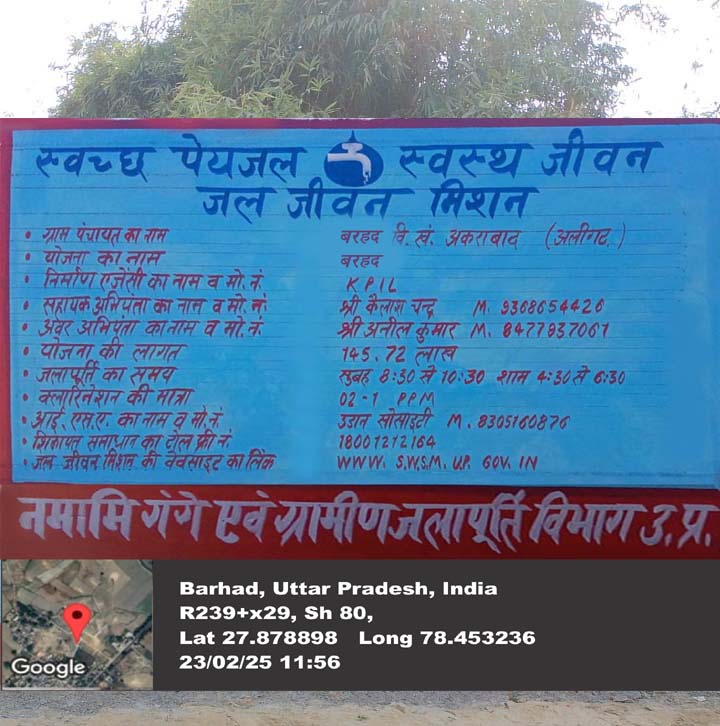 स्वच्छ पेयजल स्वस्थ जीवन
जल जीवन मिशन
• ग्राम पंचायत का नाम बरहद वि. खं. अकराबाद (अलीगढ़)
• योजना का नाम बरहद
• निर्माण एजेंसी का नाम व मो. नं. KPIL
• सहायक अभियंता का नाम व मो. नं. श्री कैलाश चन्द्र M. 9368654426
• अवर अभियंता का नाम व मो. नं. श्री अनील कुमार M. 8477937061
• योजना की लागत 145.72 लाख
• जलापूर्ति का समय सुबह 8:30 से 10:30 शाम 4:30 से 6:30
• क्लोरिनेशन की मात्रा 02-1 PPM
• आई. एस. ए. का नाम व मो. नं. उडान सोसाइटी M. 8305160876
• शिकायत समाधान का टोल फ्री नं. 18001212164
• जल जीवन मिशन की वेबसाइट का लिंक WWW. S.W.S.M. U.P. GOV. IN
नमामि गंगे एवं ग्रामीण जलापूर्ति विभाग उ.प्र.
Google
Barhad, Uttar Pradesh, India
R239+x29, Sh 80,
Lat 27.878898 Long 78.453236
23/02/25 11:56